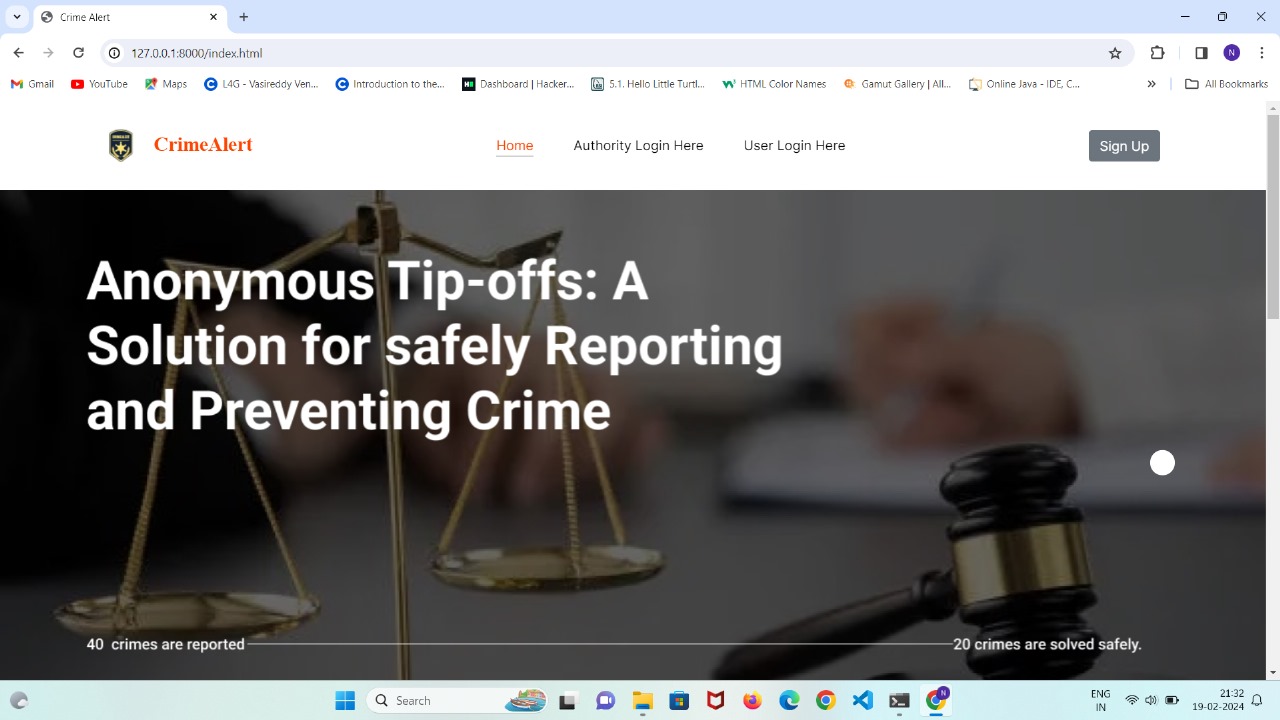 Crime Alert
127.0.0.1:8000/index.html
N
Gmail
YouTube
Maps
L4G - Vasireddy Ven...
Introduction to the...
Dashboard | Hacker...
5.1. Hello Little Turtl...
HTML Color Names
Gamut Gallery | All...
Online Java - IDE, C...
»
All Bookmarks
CrimeAlert
Home
Authority Login Here
User Login Here
Sign Up
Anonymous Tip-offs: A
Solution for safely Reporting
and Preventing Crime
40 crimes are reported
20 crimes are solved safely.
Search
N
ENG
IN
21:32
19-02-2024